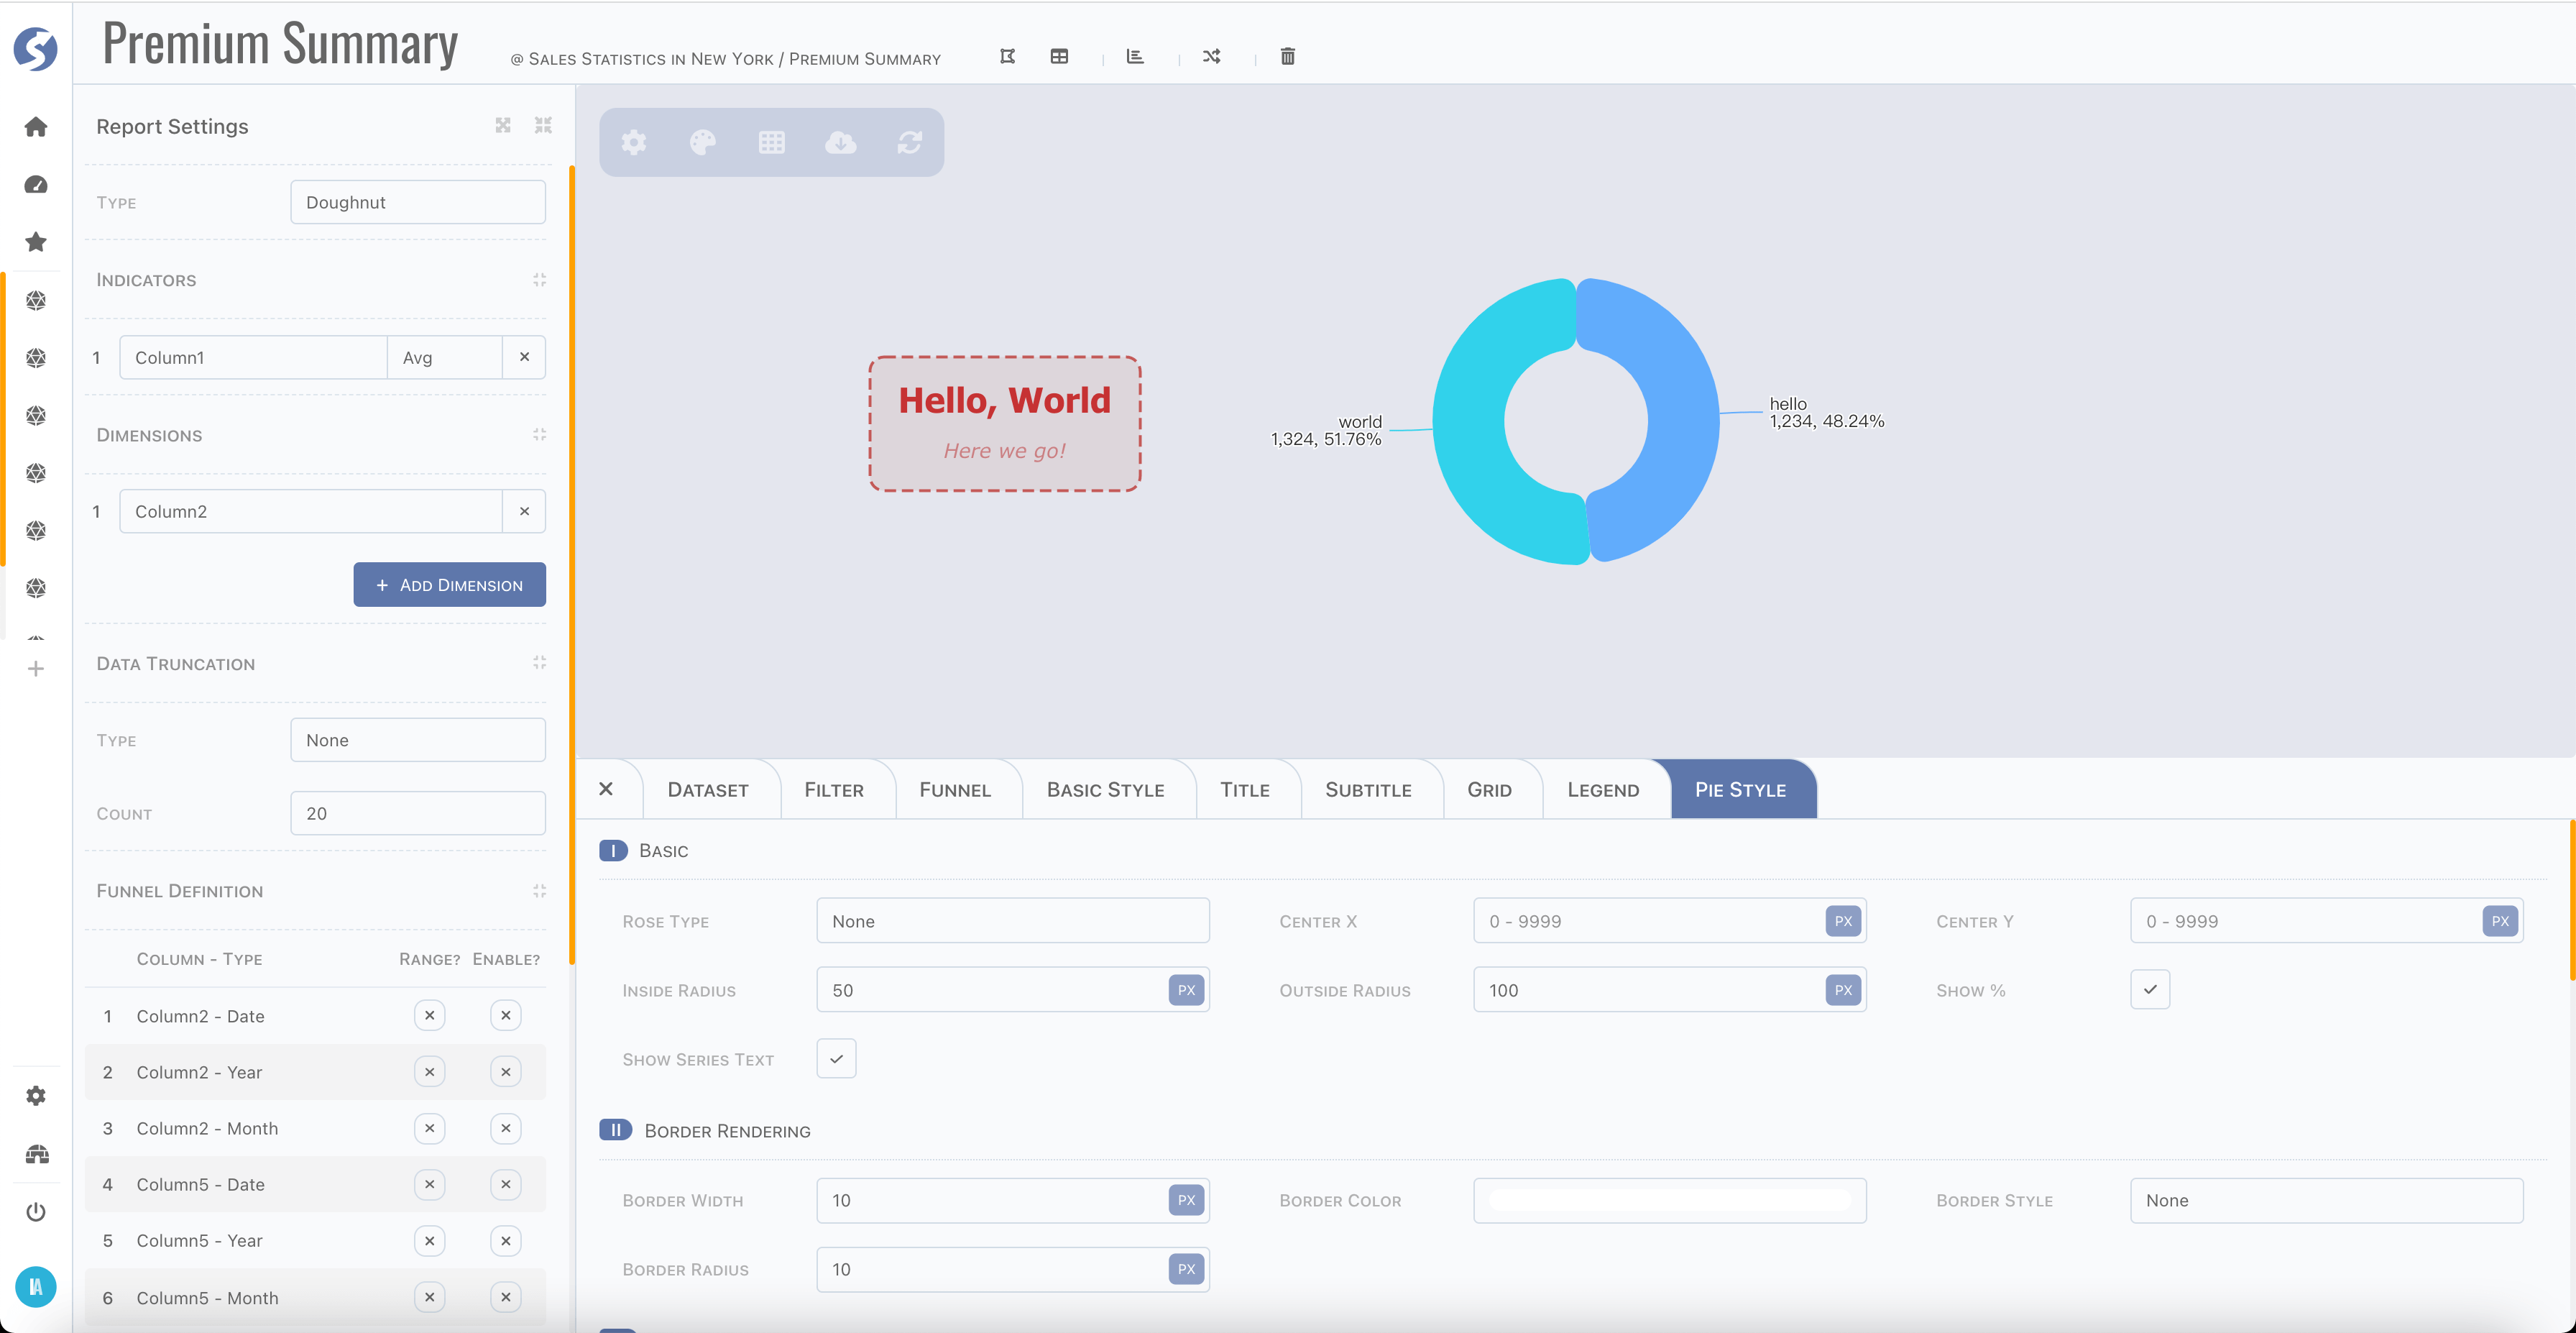 Premium Summary
@ Sales Statistics in New York / Premium Summary
Report Settings
Type
Doughnut
Indicators
1 Column1 Avg
Dimensions
1 Column2
+ Add Dimension
Data Truncation
Type
None
Count
20
Funnel Definition
Column - Type Range? Enable?
1 Column2 - Date
2 Column2 - Year
3 Column2 - Month
4 Column5 - Date
5 Column5 - Year
6 Column5 - Month
IA
Hello, World
Here we go!
world
1,324, 51.76%
hello
1,234, 48.24%
Dataset Filter Funnel Basic Style Title Subtitle Grid Legend Pie Style
I Basic
Rose Type None Center X 0 - 9999 PX Center Y 0 - 9999 PX
Inside Radius 50 PX Outside Radius 100 PX Show %
Show Series Text
II Border Rendering
Border Width 10 PX Border Color Border Style None
Border Radius 10 PX